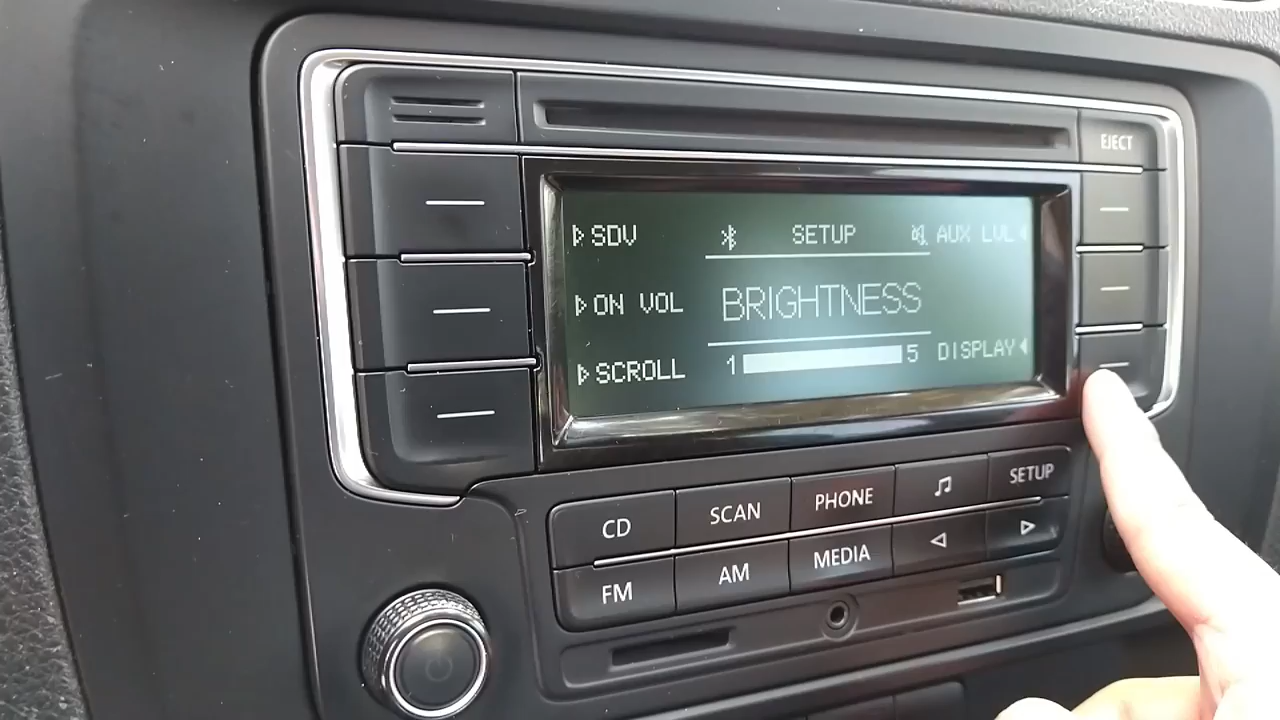 EJECT
SDV SETUP AUX LVL
ON VOL BRIGHTNESS
SCROLL 1 5 DISPLAY
CD SCAN PHONE SETUP
FM AM MEDIA